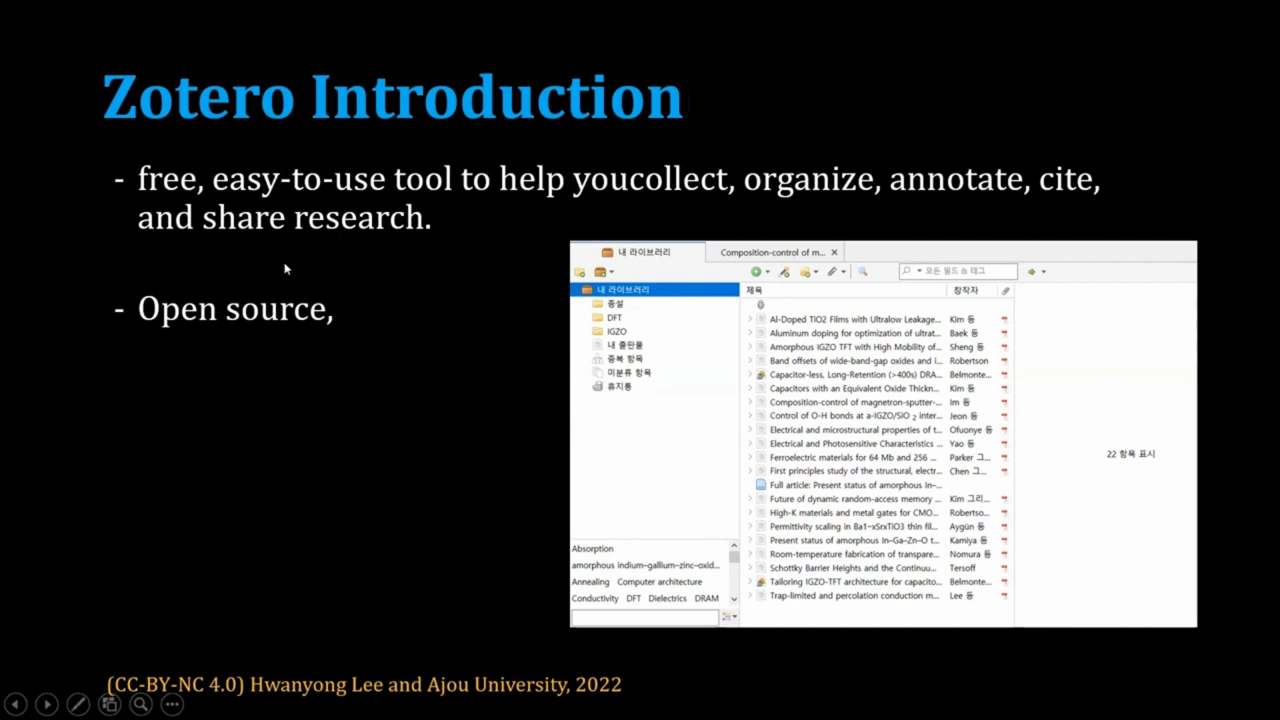 Zotero Introduction
- free, easy-to-use tool to help youcollect, organize, annotate, cite,
and share research.
- Open source,
내 라이브러리
Composition-control of m... ×
모든 필드 & 태그
내 라이브러리
종설
DFT
IGZO
내 출판물
중복 항목
미분류 항목
휴지통
Absorption
amorphous indium-gallium-zinc-oxid...
Annealing Computer architecture
Conductivity DFT Dielectrics DRAM
제목 창작자
Al-Doped TiO2 Films with Ultralow Leakage... Kim 등
Aluminum doping for optimization of ultrat... Baek 등
Amorphous IGZO TFT with High Mobility of... Sheng 등
Band offsets of wide-band-gap oxides and i... Robertson
Capacitor-less, Long-Retention (>400s) DRA... Belmonte...
Capacitors with an Equivalent Oxide Thickn... Kim 등
Composition-control of magnetron-sputter-... Im 등
Control of O-H bonds at a-IGZO/SiO 2 inter... Jeon 등
Electrical and microstructural properties of t... Ofuonye 등
Electrical and Photosensitive Characteristics ... Yao 등
Ferroelectric materials for 64 Mb and 256 ... Parker 그...
First principles study of the structural, electr... Chen 그...
Full article: Present status of amorphous In–...
Future of dynamic random-access memory ... Kim 그리...
High-K materials and metal gates for CMO... Robertso...
Permittivity scaling in Ba1−xSrxTiO3 thin fil... Aygün 등
Present status of amorphous In–Ga–Zn–O t... Kamiya 등
Room-temperature fabrication of transpare... Nomura 등
Schottky Barrier Heights and the Continuu... Tersoff
Tailoring IGZO-TFT architecture for capacito... Belmonte...
Trap-limited and percolation conduction m... Lee 등
22 항목 표시
(CC-BY-NC 4.0) Hwanyong Lee and Ajou University, 2022